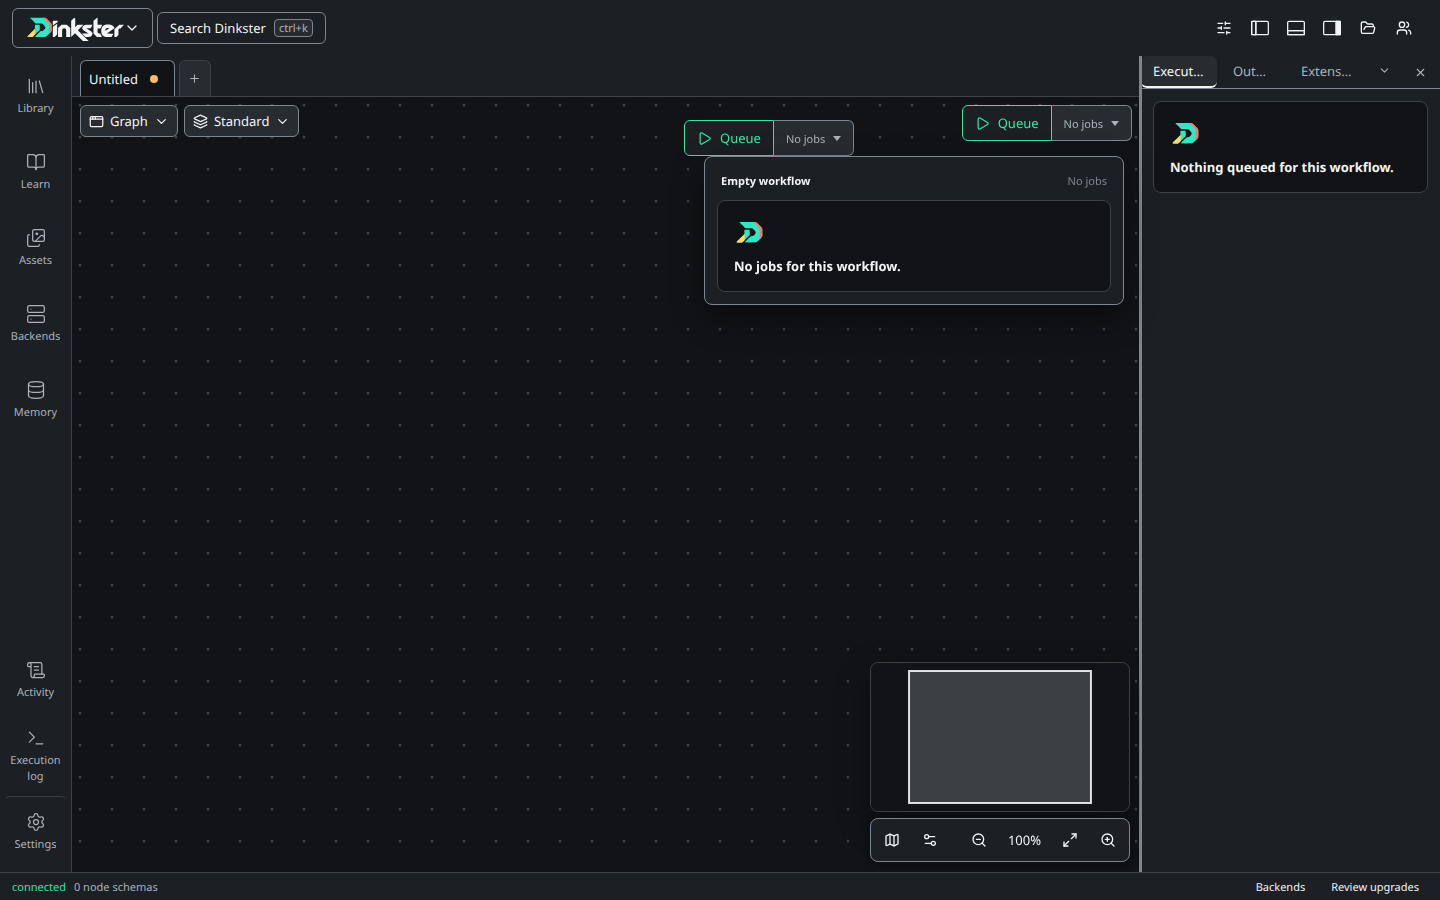 Dinkster
Search Dinkster ctrl+k
Untitled
+
Execut...
Out...
Extens...
Library
Learn
Assets
Backends
Memory
Activity
Execution
log
Settings
Graph
Standard
Queue
No jobs
Queue
No jobs
Empty workflow
No jobs
No jobs for this workflow.
Nothing queued for this workflow.
100%
connected
0 node schemas
Backends
Review upgrades